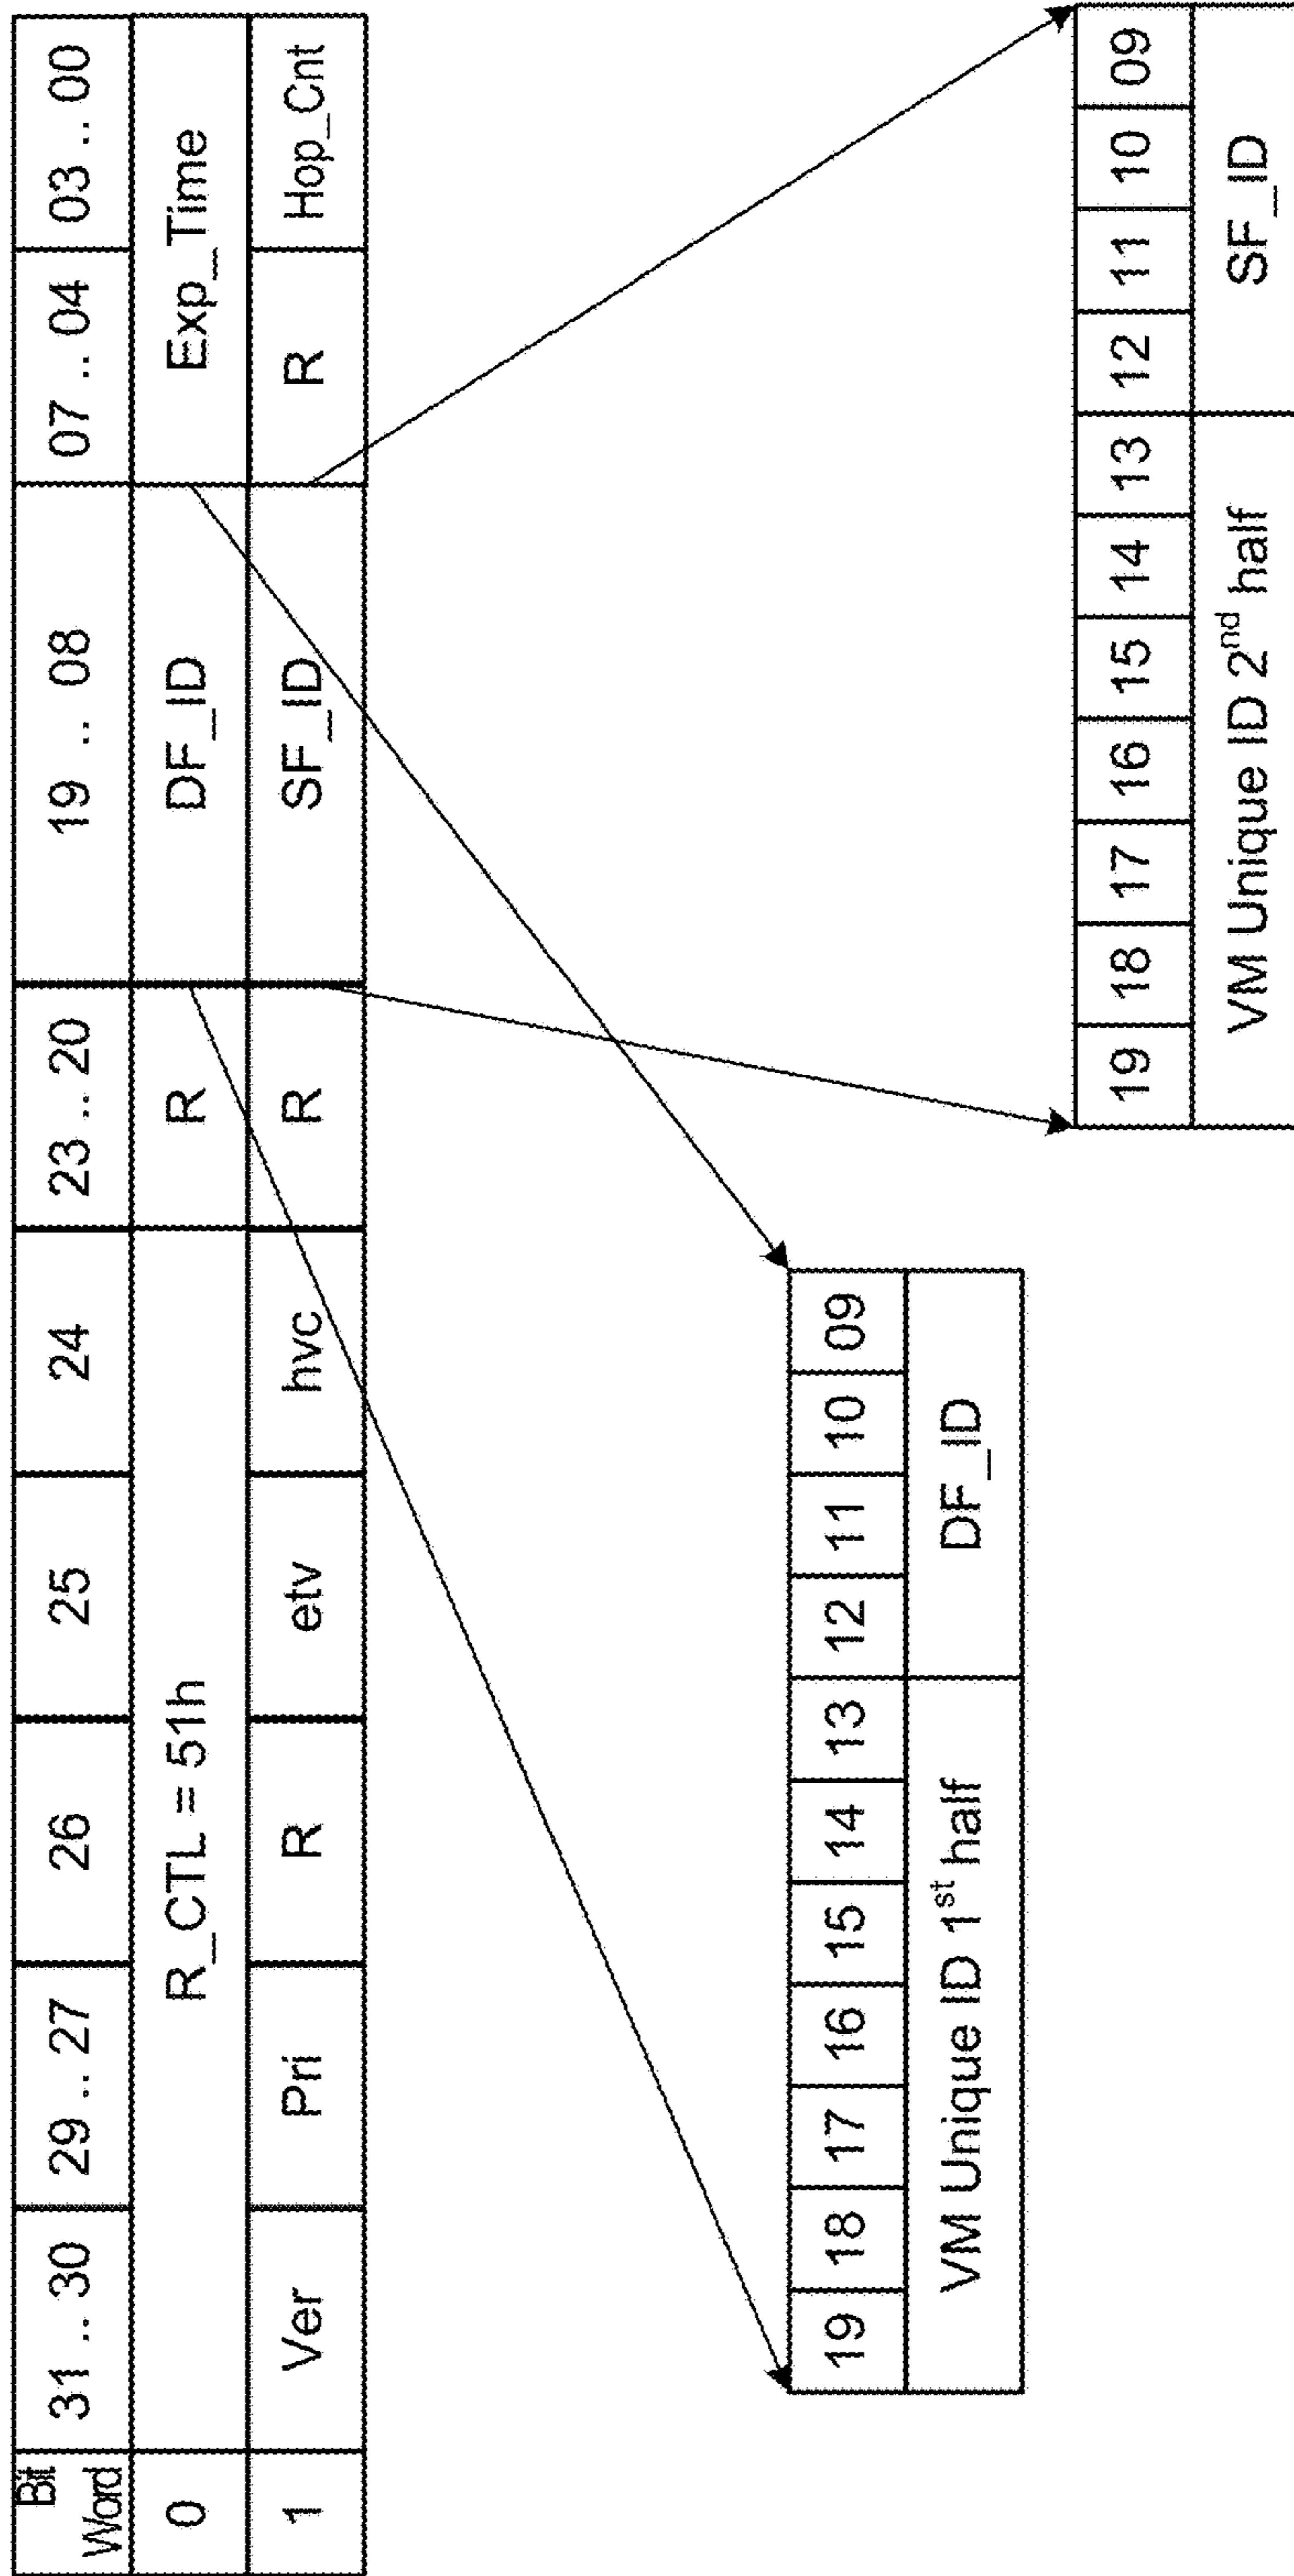 Bit Word 31 .. 30 29 .. 27 26 25 24 23 .. 20 19 .. 08 07 .. 04 03 .. 00
0 R_CTL = 51h R DF_ID Exp_Time
1 Ver Pri R etv hvc R SF_ID R Hop_Cnt
19 18 17 16 15 14 13 12 11 10 09
VM Unique ID 1st half DF_ID
19 18 17 16 15 14 13 12 11 10 09
VM Unique ID 2nd half SF_ID